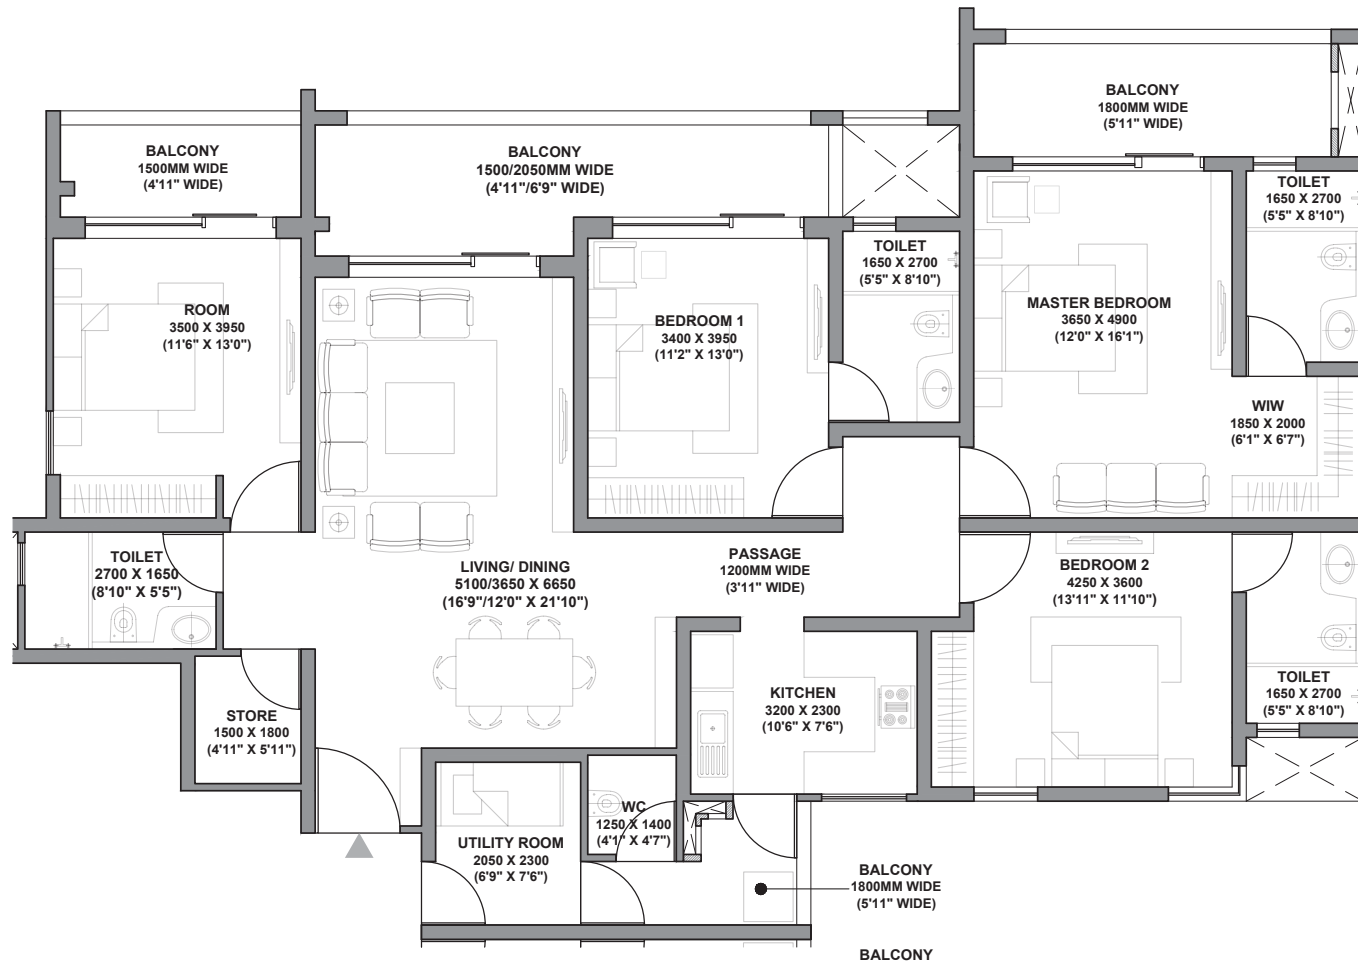 BALCONY
1800MM WIDE
(5'11" WIDE)
BALCONY
1500MM WIDE
(4'11" WIDE)
BALCONY
1500/2050MM WIDE
(4'11"/6'9" WIDE)
TOILET
1650 X 2700
(5'5" X 8'10")
TOILET
1650 X 2700
(5'5" X 8'10")
ROOM
3500 X 3950
(11'6" X 13'0")
BEDROOM 1
3400 X 3950
(11'2" X 13'0")
MASTER BEDROOM
3650 X 4900
(12'0" X 16'1")
WIW
1850 X 2000
(6'1" X 6'7")
TOILET
2700 X 1650
(8'10" X 5'5")
LIVING/ DINING
5100/3650 X 6650
(16'9"/12'0" X 21'10")
PASSAGE
1200MM WIDE
(3'11" WIDE)
BEDROOM 2
4250 X 3600
(13'11" X 11'10")
TOILET
1650 X 2700
(5'5" X 8'10")
STORE
1500 X 1800
(4'11" X 5'11")
KITCHEN
3200 X 2300
(10'6" X 7'6")
WC
1250 X 1400
(4'1" X 4'7")
UTILITY ROOM
2050 X 2300
(6'9" X 7'6")
BALCONY
1800MM WIDE
(5'11" WIDE)
BALCONY